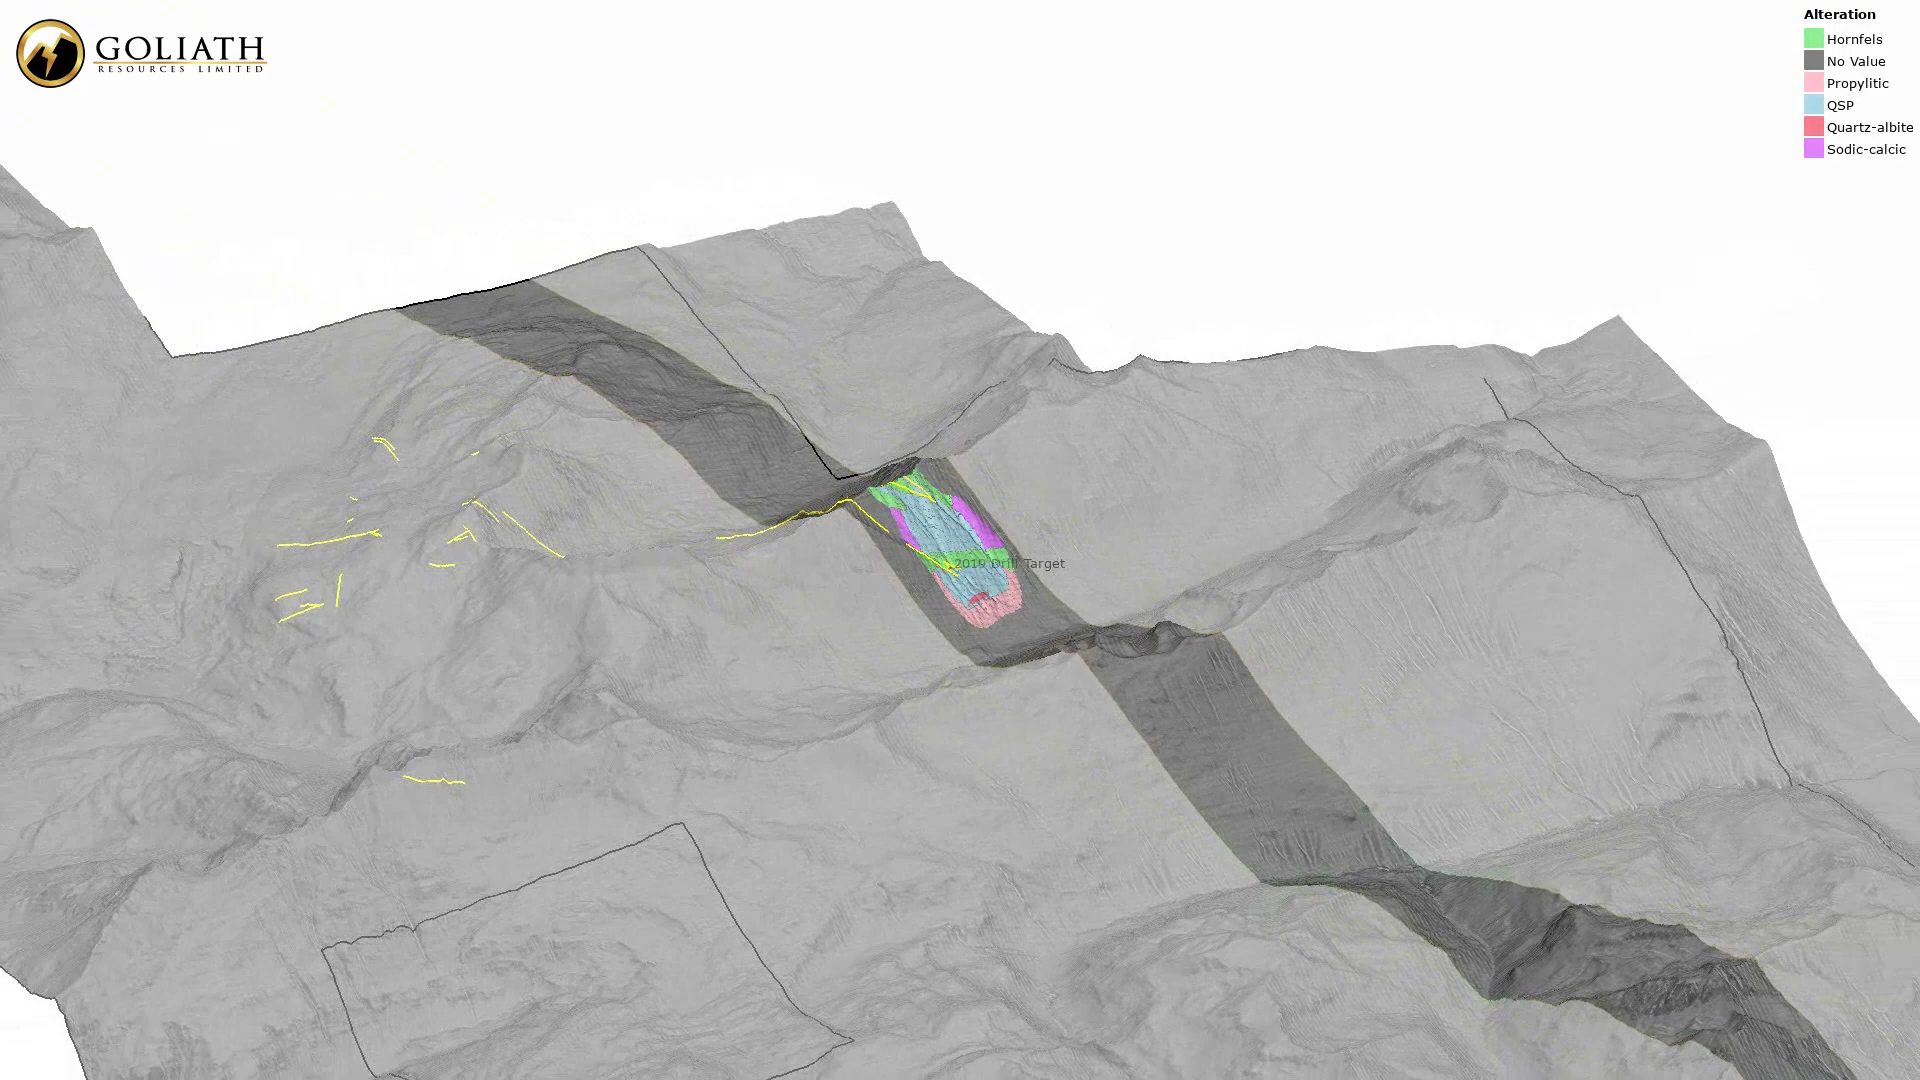 GOLIATH
RESOURCES LIMITED
Alteration
Hornfels
No Value
Propylitic
QSP
Quartz-albite
Sodic-calcic
2019 Drill Target